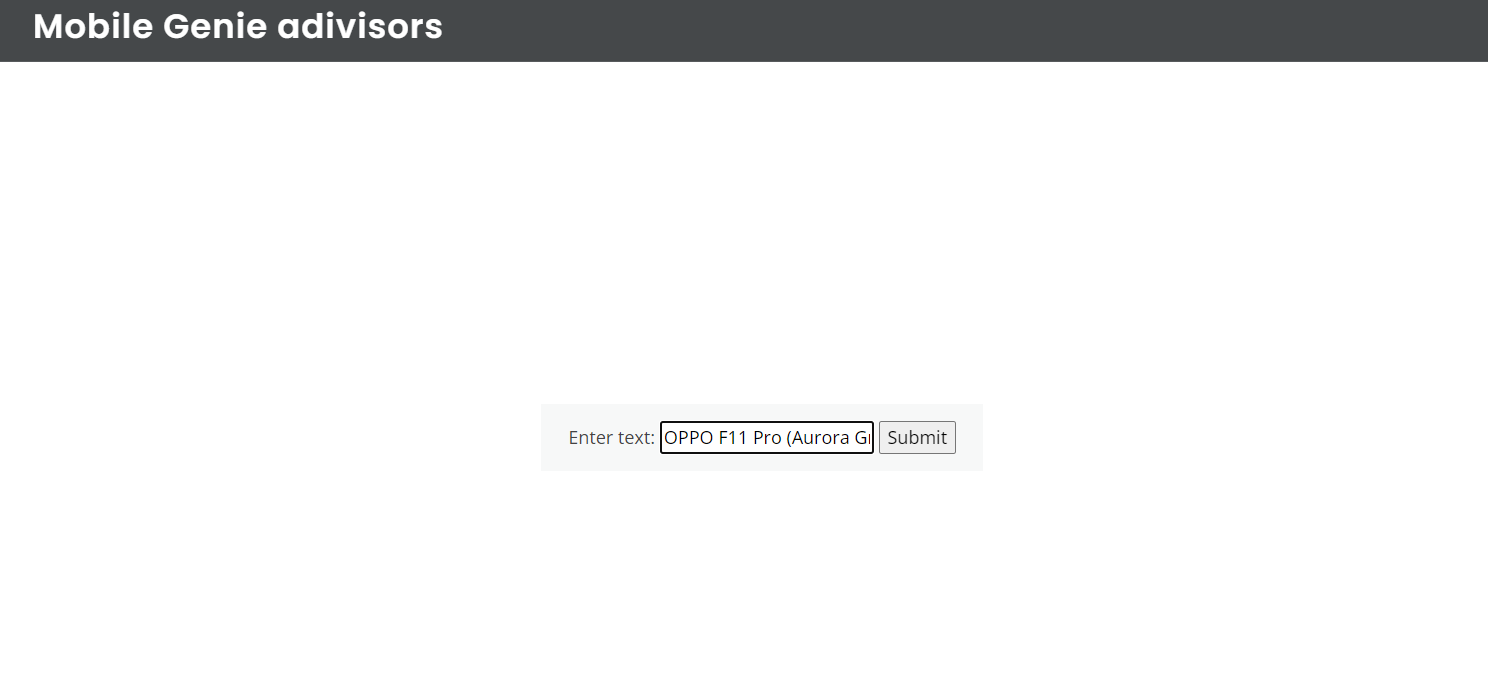 Mobile Genie adivisors
Enter text: OPPO F11 Pro (Aurora G Submit